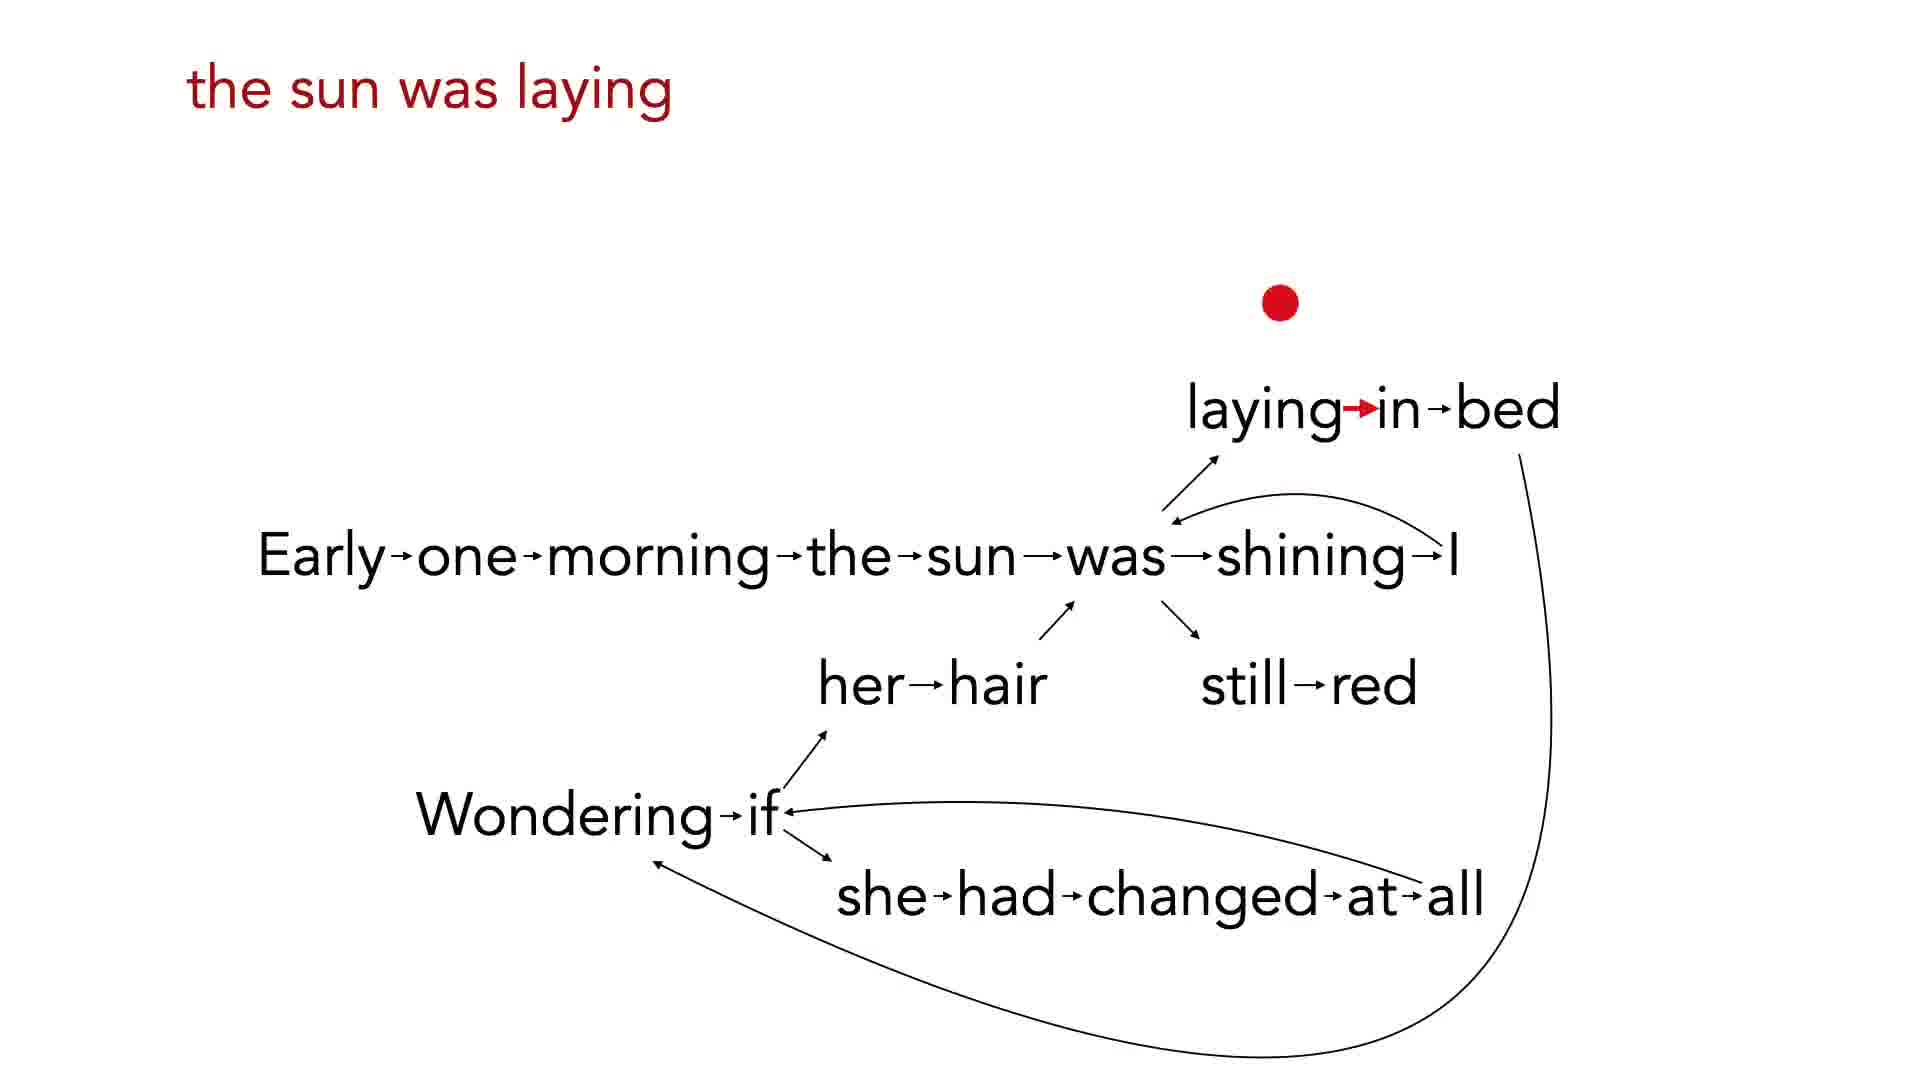 the sun was laying
laying in bed
Early one morning the sun was shining I
her hair still red
Wondering if
she had changed at all